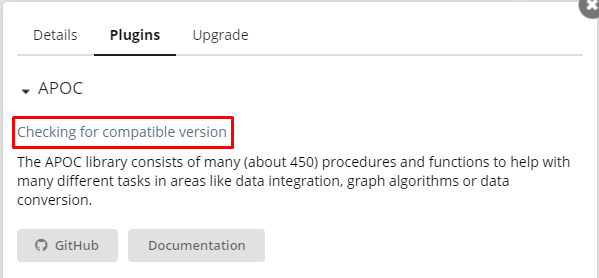 Details Plugins Upgrade
APOC
Checking for compatible version
The APOC library consists of many (about 450) procedures and functions to help with
many different tasks in areas like data integration, graph algorithms or data
conversion.
GitHub Documentation